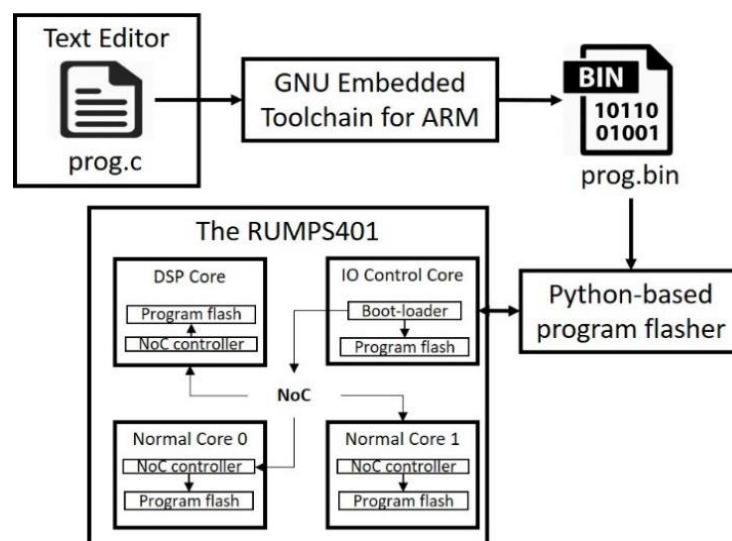 Text Editor
prog.c
GNU Embedded
Toolchain for ARM
BIN
10110
01001
prog.bin
The RUMPS401
DSP Core
Program flash
NoC controller
IO Control Core
Boot-loader
Program flash
Python-based
program flasher
NoC
Normal Core 0
NoC controller
Program flash
Normal Core 1
NoC controller
Program flash